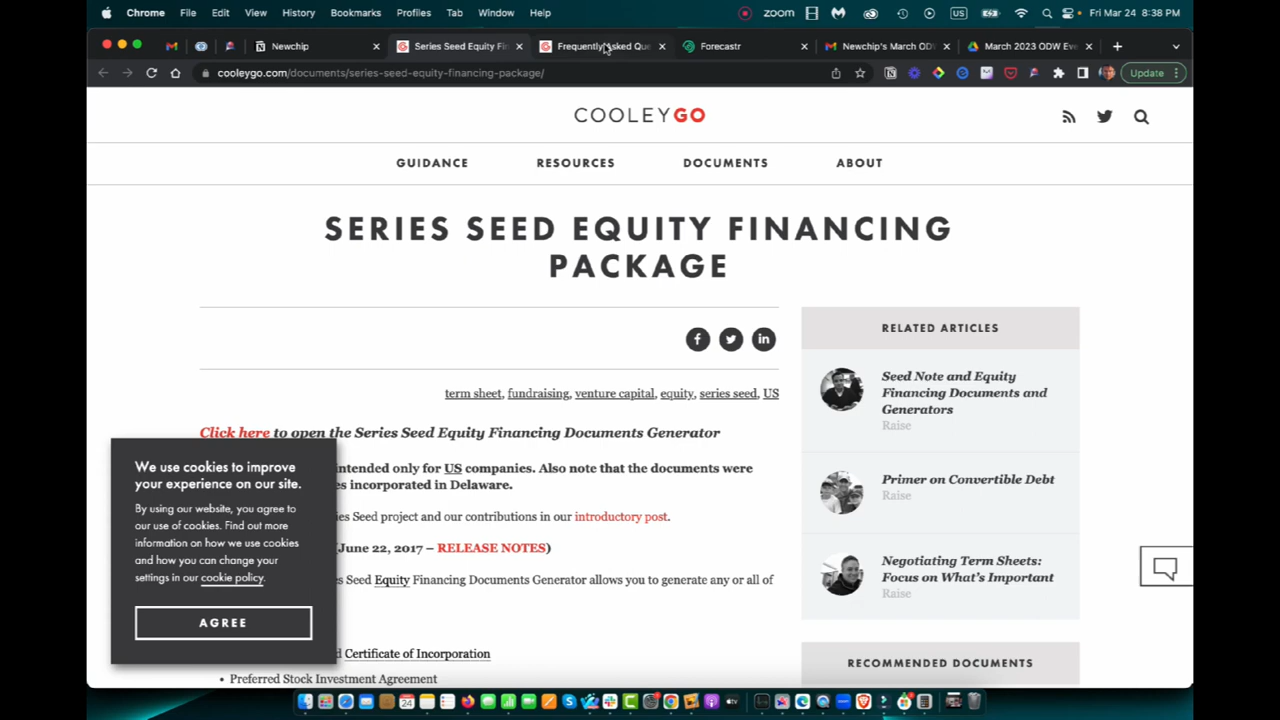 Chrome File Edit View History Bookmarks Profiles Tab Window Help
zoom US Fri Mar 24 8:38 PM
Newchip
Series Seed Equity Fi
Frequently Asked Que
Forecastr
Newchip's March OD
March 2023 ODW Eve
cooleygo.com/documents/series-seed-equity-financing-package/
Update
COOLEYGO
GUIDANCE RESOURCES DOCUMENTS ABOUT
SERIES SEED EQUITY FINANCING
PACKAGE
term sheet, fundraising, venture capital, equity, series seed, US
Click here to open the Series Seed Equity Financing Documents Generator
intended only for US companies. Also note that the documents were
es incorporated in Delaware.
ies Seed project and our contributions in our introductory post.
(June 22, 2017 – RELEASE NOTES)
es Seed Equity Financing Documents Generator allows you to generate any or all of
d Certificate of Incorporation
• Preferred Stock Investment Agreement
We use cookies to improve
your experience on our site.
By using our website, you agree to
our use of cookies. Find out more
information on how we use cookies
and how you can change your
settings in our cookie policy.
AGREE
RELATED ARTICLES
Seed Note and Equity
Financing Documents and
Generators
Raise
Primer on Convertible Debt
Raise
Negotiating Term Sheets:
Focus on What's Important
Raise
RECOMMENDED DOCUMENTS
24